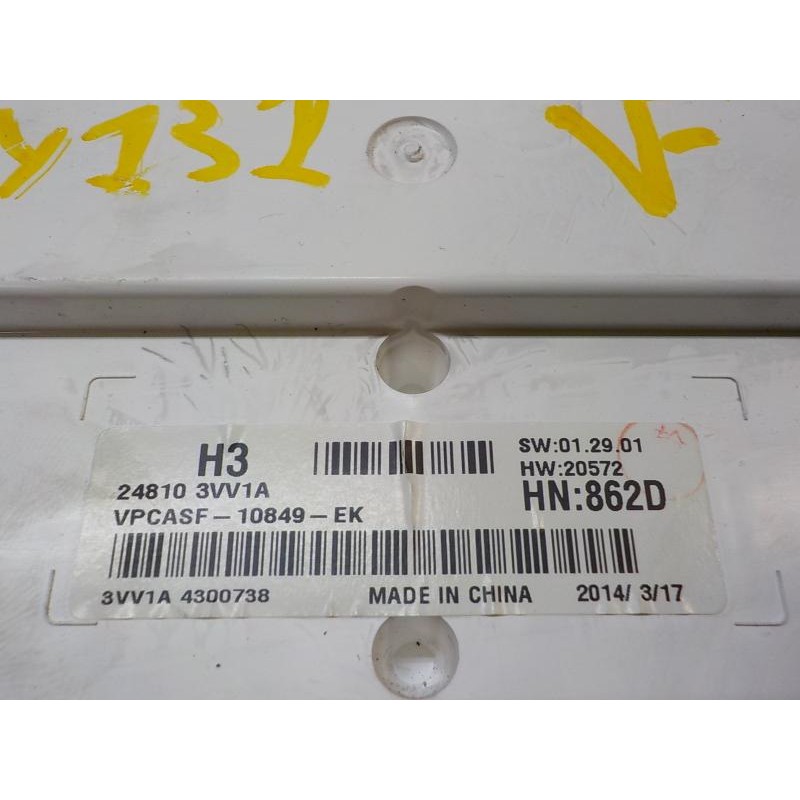 Y131 V
H3
SW:01.29.01
HW:20572
24810 3VV1A
HN:862D
VPCASF-10849-EK
3VV1A 4300738 MADE IN CHINA 2014/ 3/17